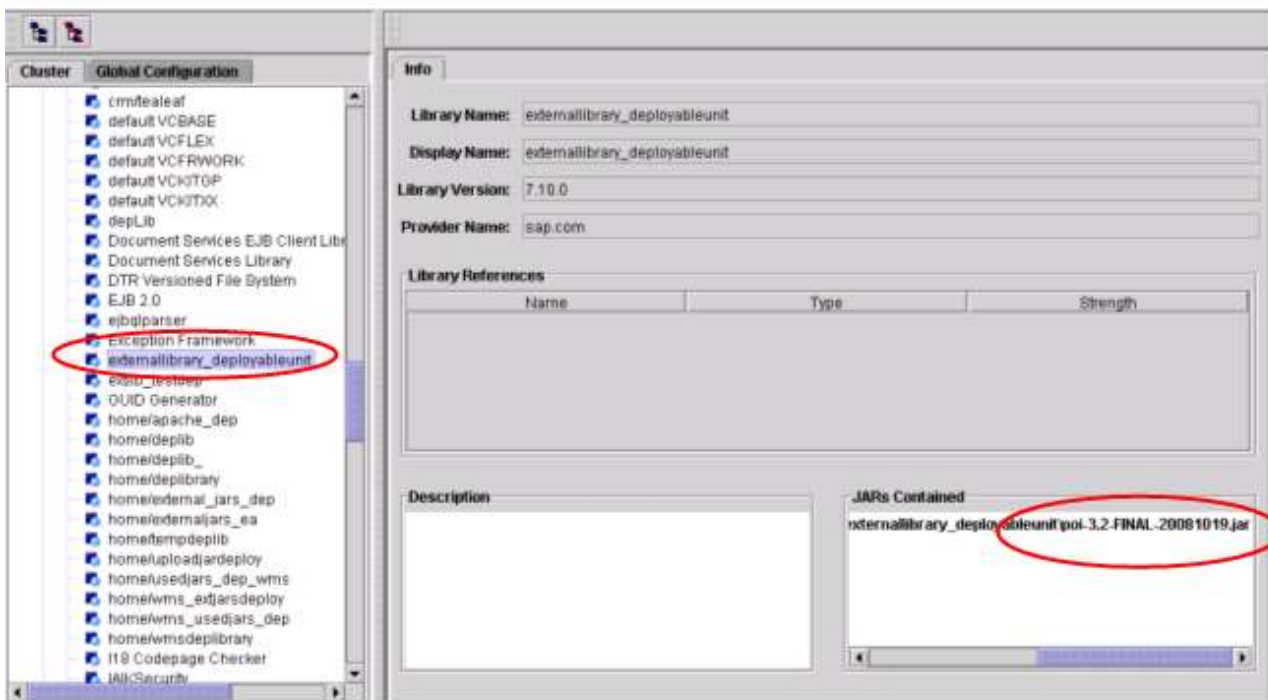 Cluster
Global Configuration
crm/tealeaf
default VCBASE
default VCFLEX
default VCFRWORK
default VCKITGP
default VCKITXX
depLib
Document Services EJB Client Libr
Document Services Library
DTR Versioned File System
EJB 2.0
ejbqlparser
Exception Framework
externallibrary_deployableunit
extlib_testdep
GUID Generator
home/apache_dep
home/deplib
home/deplib_
home/deplibrary
home/external_jars_dep
home/externaljars_ea
home/tempdeplib
home/uploadjardeploy
home/usedjars_dep_wms
home/wms_extjarsdeploy
home/wms_usedjars_dep
home/wmsdeplibrary
I18 Codepage Checker
IAIKSecurity
Info
Library Name: externallibrary_deployableunit
Display Name: externallibrary_deployableunit
Library Version: 7.10.0
Provider Name: sap.com
Library References
Name Type Strength
Description
JARs Contained
externallibrary_deployableunit\poi-3.2-FINAL-20081019.jar